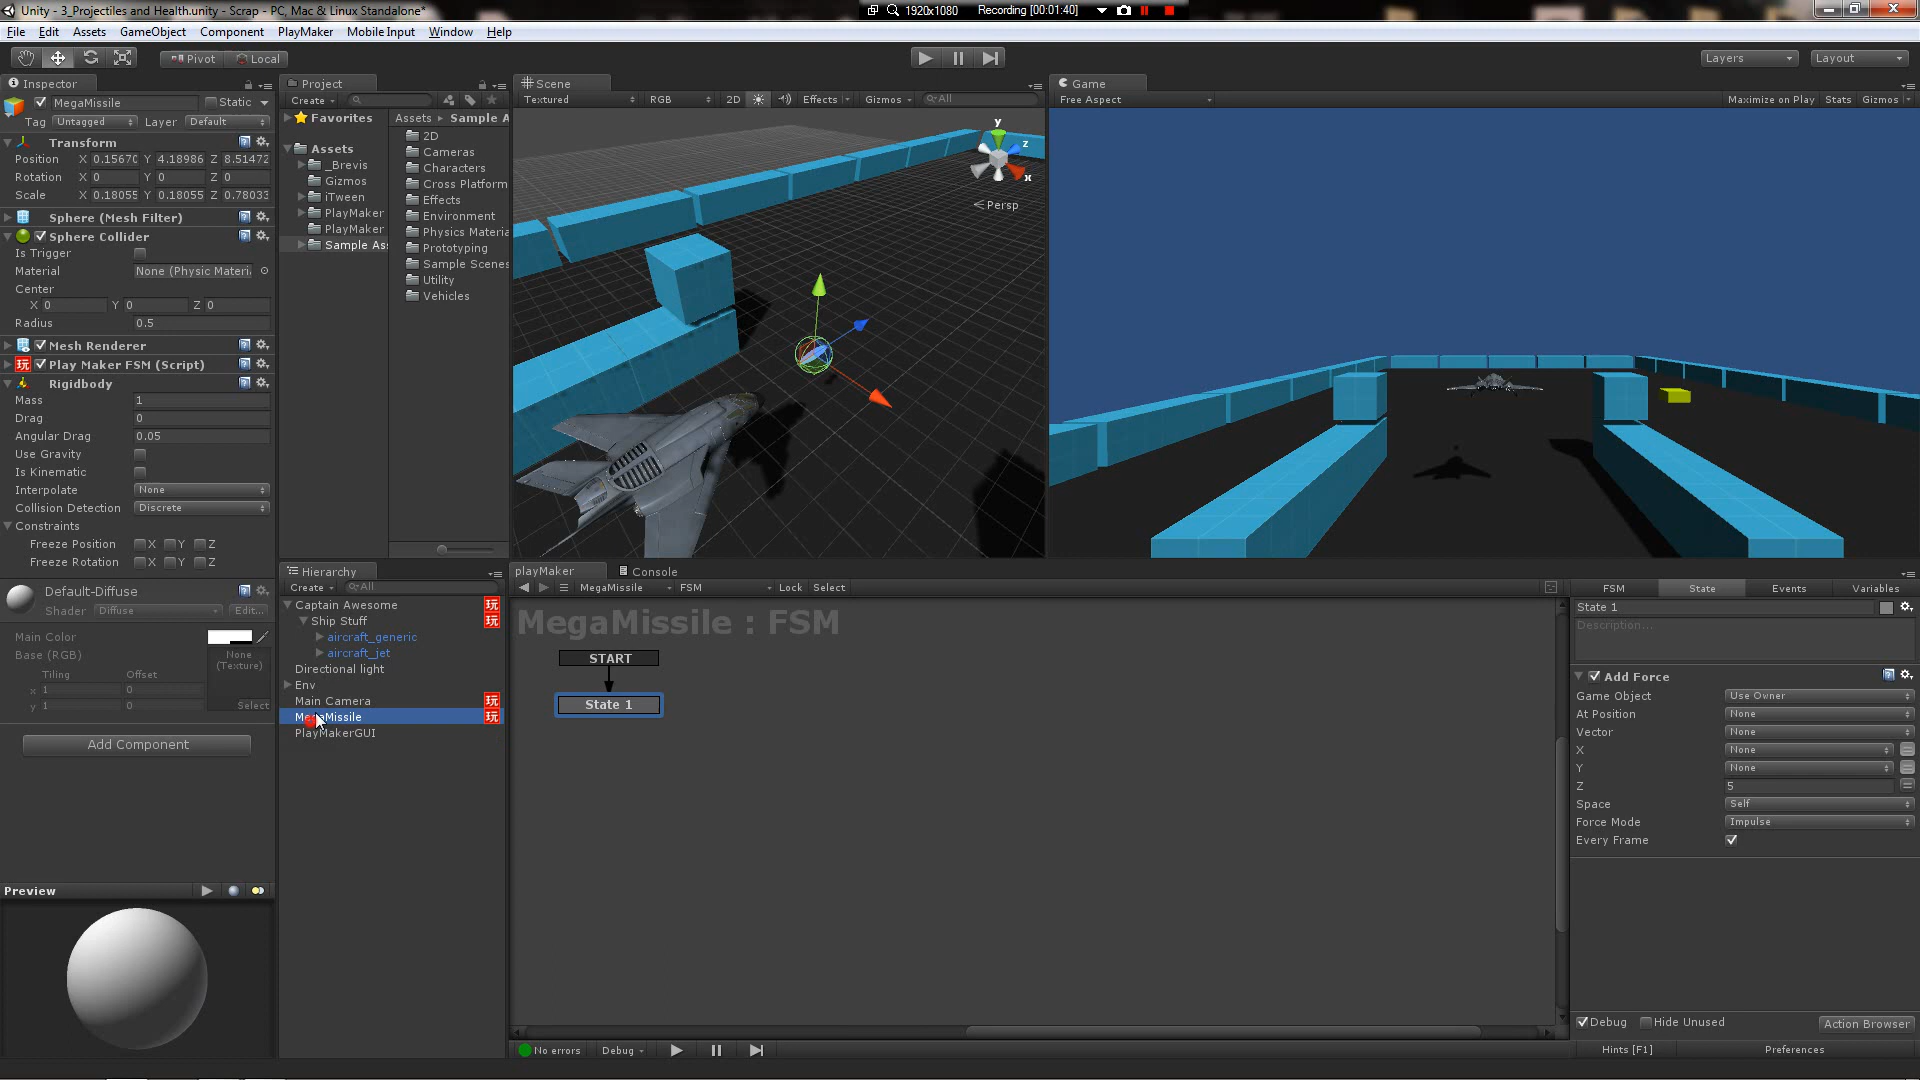 Unity - 3_Projectiles and Health.unity - Scrap - PC, Mac & Linux Standalone*
1920x1080
Recording [00:01:40]
File Edit Assets GameObject Component PlayMaker Mobile Input Window Help
Pivot Local
Layers Layout
Inspector
MegaMissile Static
Tag Untagged Layer Default
Transform
Position X 0.15670 Y 4.18986 Z 8.51472
Rotation X 0 Y 0 Z 0
Scale X 0.18055 Y 0.18055 Z 0.78033
Sphere (Mesh Filter)
Sphere Collider
Is Trigger
Material None (Physic Materi
Center
X 0 Y 0 Z 0
Radius 0.5
Mesh Renderer
玩 Play Maker FSM (Script)
Rigidbody
Mass 1
Drag 0
Angular Drag 0.05
Use Gravity
Is Kinematic
Interpolate None
Collision Detection Discrete
Constraints
Freeze Position X Y Z
Freeze Rotation X Y Z
Default-Diffuse
Shader Diffuse Edit...
Main Color
Base (RGB)
None
(Texture)
Tiling Offset
x 1 0
y 1 0
Select
Add Component
Preview
Project
Create
Favorites
Assets
_Brevis
Gizmos
iTween
PlayMaker
PlayMaker
Sample Ass
Assets Sample A
2D
Cameras
Characters
Cross Platform
Effects
Environment
Physics Materia
Prototyping
Sample Scenes
Utility
Vehicles
Scene
Textured RGB 2D Effects Gizmos All
y
z
x
Persp
Game
Free Aspect Maximize on Play Stats Gizmos
Hierarchy
Create All
Captain Awesome 玩
Ship Stuff 玩
aircraft_generic
aircraft_jet
Directional light
Env
Main Camera 玩
MegaMissile 玩
PlayMakerGUI
playMaker Console
MegaMissile FSM Lock Select
MegaMissile : FSM
START
State 1
No errors Debug
FSM State Events Variables
State 1
Description...
Add Force
Game Object Use Owner
At Position None
Vector None
X None
Y None
Z 5
Space Self
Force Mode Impulse
Every Frame
Debug Hide Unused Action Browser
Hints [F1] Preferences